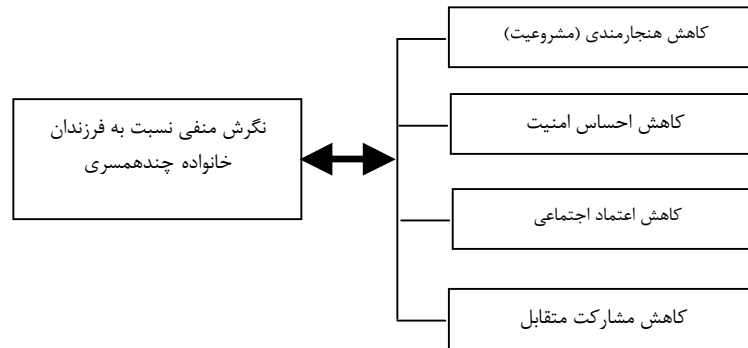 کاهش هنجارمندی (مشروعیت)
نگرش منفی نسبت به فرزندان
خانواده چندهمسری
کاهش احساس امنیت
کاهش اعتماد اجتماعی
کاهش مشارکت متقابل